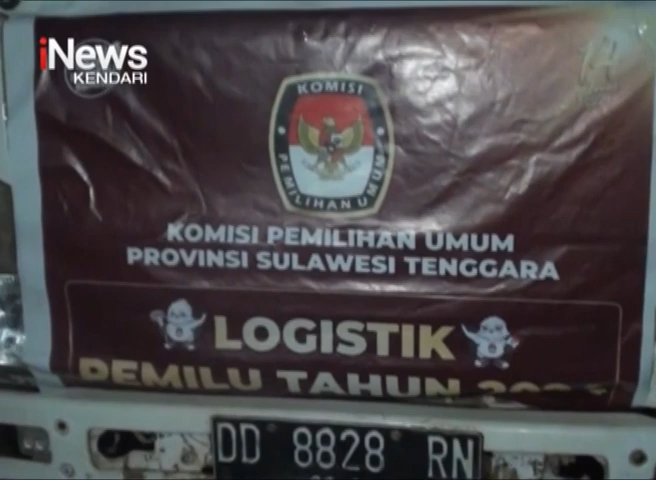 iNews
KENDARI
KOMISI
PEMILIHAN UMUM
KOMISI PEMILIHAN UMUM
PROVINSI SULAWESI TENGGARA
LOGISTIK
PEMILU TAHUN
DD 8828 RN